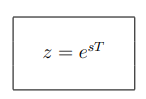 z = e^{sT}